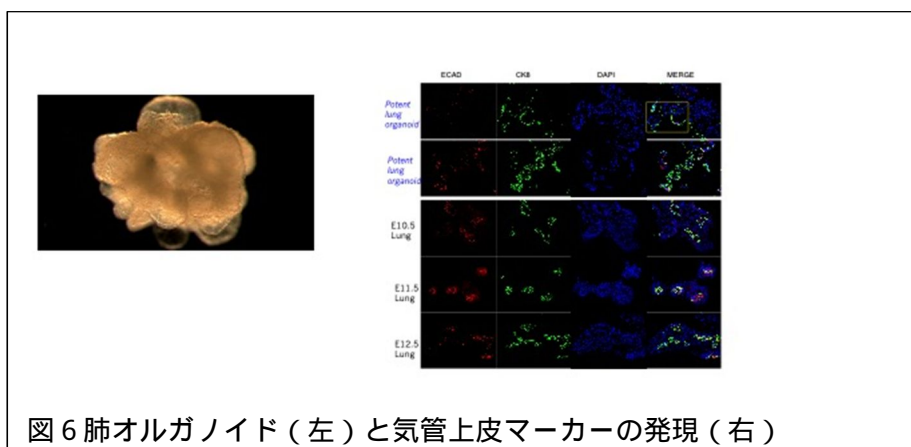 ECAD CK8 DAPI MERGE
Potent
lung
organoid
Potent
lung
organoid
E10.5
Lung
E11.5
Lung
E12.5
Lung
図6肺オルガノイド（左）と気管上皮マーカーの発現（右）